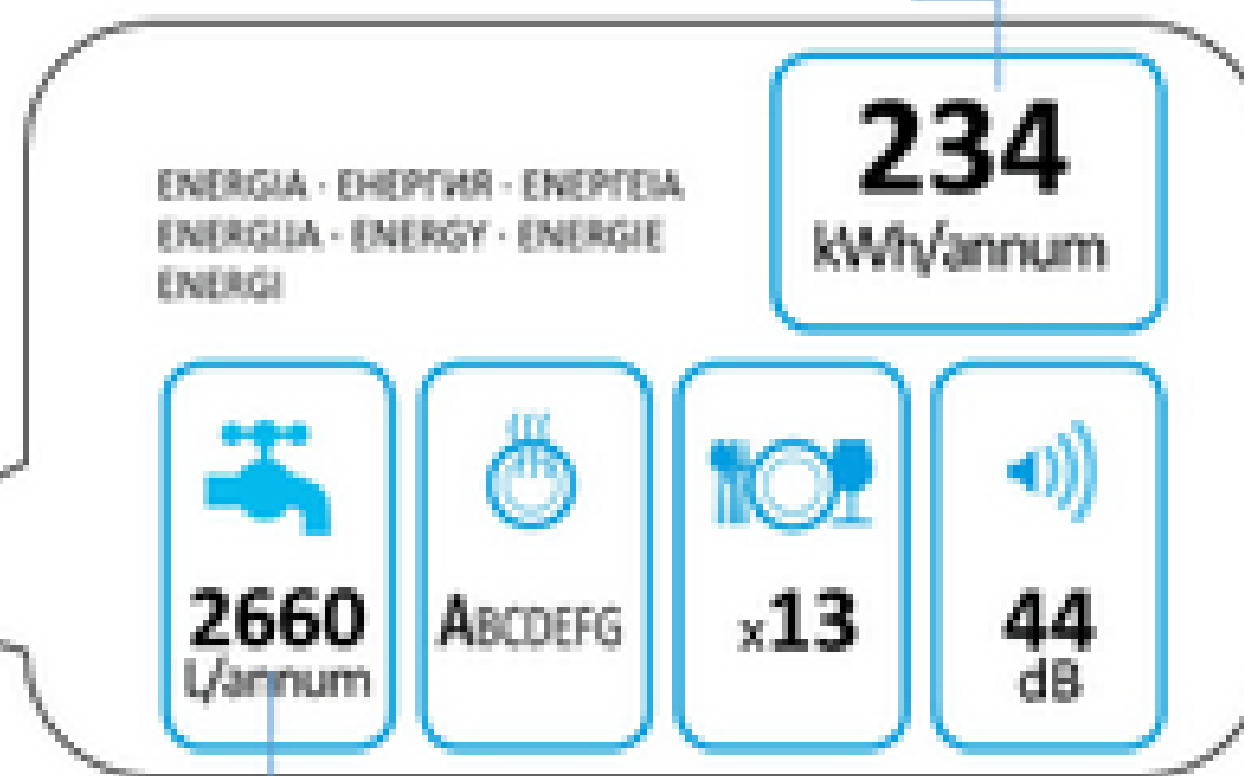 234
kWh/annum
ENERGIA · ЕНЕРГИЯ · ΕΝΕΡΓΕΙΑ
ENERGIJA · ENERGY · ENERGIE
ENERGI
2660
L/annum
ABCDEFG
x13
44
dB